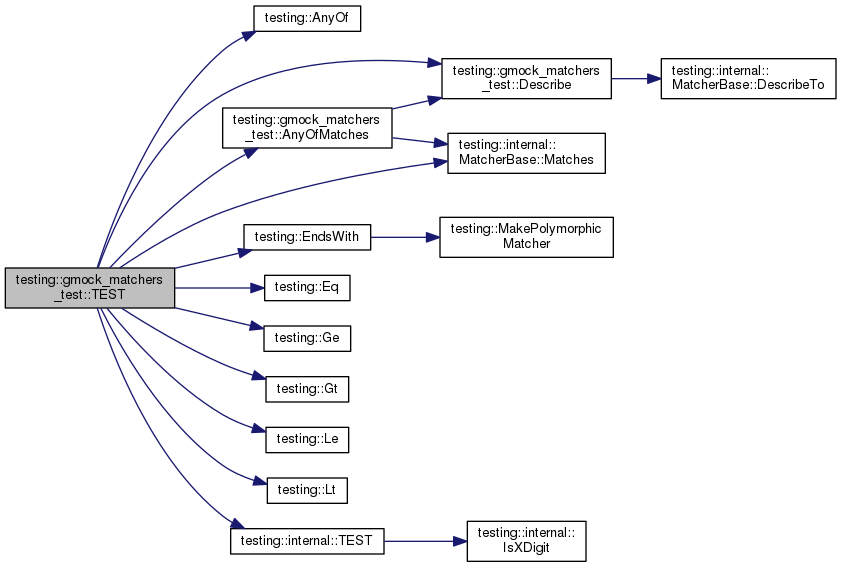 testing::AnyOf
testing::gmock_matchers
_test::Describe
testing::internal::
MatcherBase::DescribeTo
testing::gmock_matchers
_test::AnyOfMatches
testing::internal::
MatcherBase::Matches
testing::EndsWith
testing::MakePolymorphic
Matcher
testing::gmock_matchers
_test::TEST
testing::Eq
testing::Ge
testing::Gt
testing::Le
testing::Lt
testing::internal::TEST
testing::internal::
IsXDigit